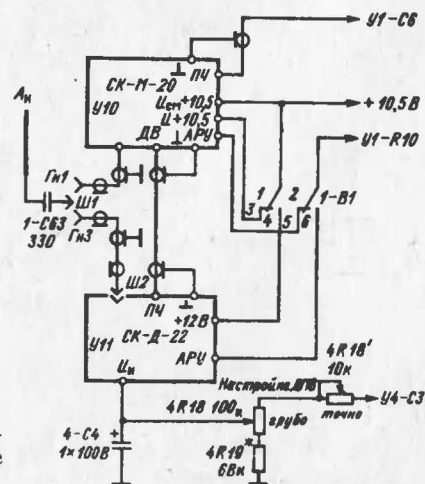 У1-С6
СК-М-20
ПЧ
Ан
У10
Uсм+10,5
U+10,5
+10,5В
ДВ
АРУ
У1-R10
Гн1
Ш1
1 2 1-В1
3 4 5 6
1-С63
330
Гн3
Ш2
ПЧ
СК-Д-22
+12В
У11
АРУ
Uн
4R18'
10к
4R18 100к
грубо
точно
У4-С3
4-С4
+
1×100В
4R19*
68к